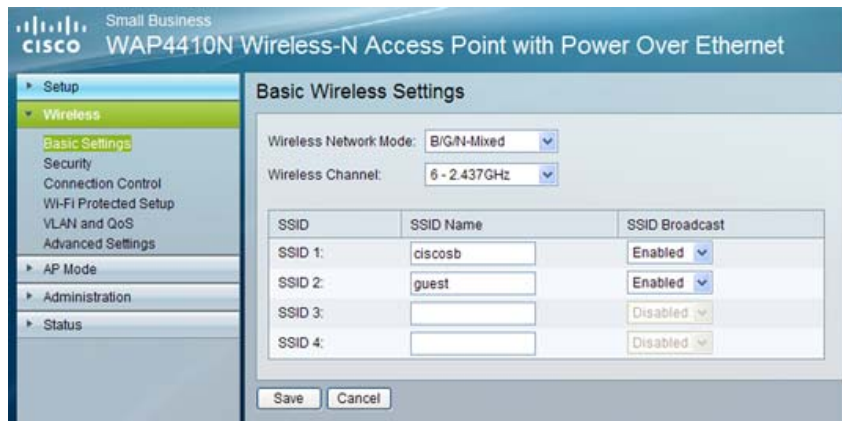 Small Business
CISCO WAP4410N Wireless-N Access Point with Power Over Ethernet
Setup
Wireless
Basic Settings
Security
Connection Control
Wi-Fi Protected Setup
VLAN and QoS
Advanced Settings
AP Mode
Administration
Status
Basic Wireless Settings
Wireless Network Mode: B/G/N-Mixed
Wireless Channel: 6 - 2.437GHz
SSID SSID Name SSID Broadcast
SSID 1: ciscosb Enabled
SSID 2: guest Enabled
SSID 3: Disabled
SSID 4: Disabled
Save Cancel